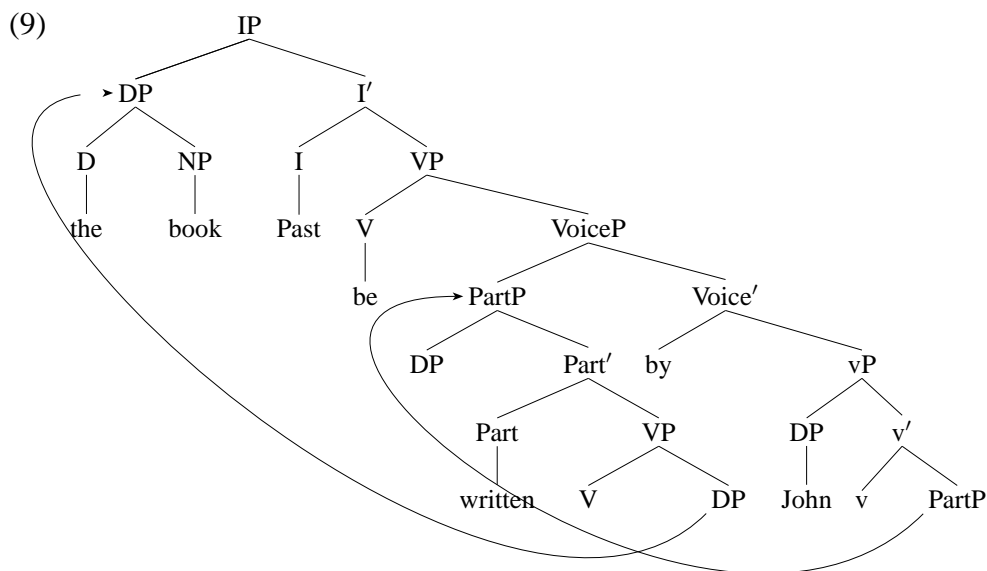 (9)
IP
DP I′
D NP I VP
the book Past V VoiceP
be PartP Voice′
DP Part′ by vP
Part VP DP v′
written V DP John v PartP